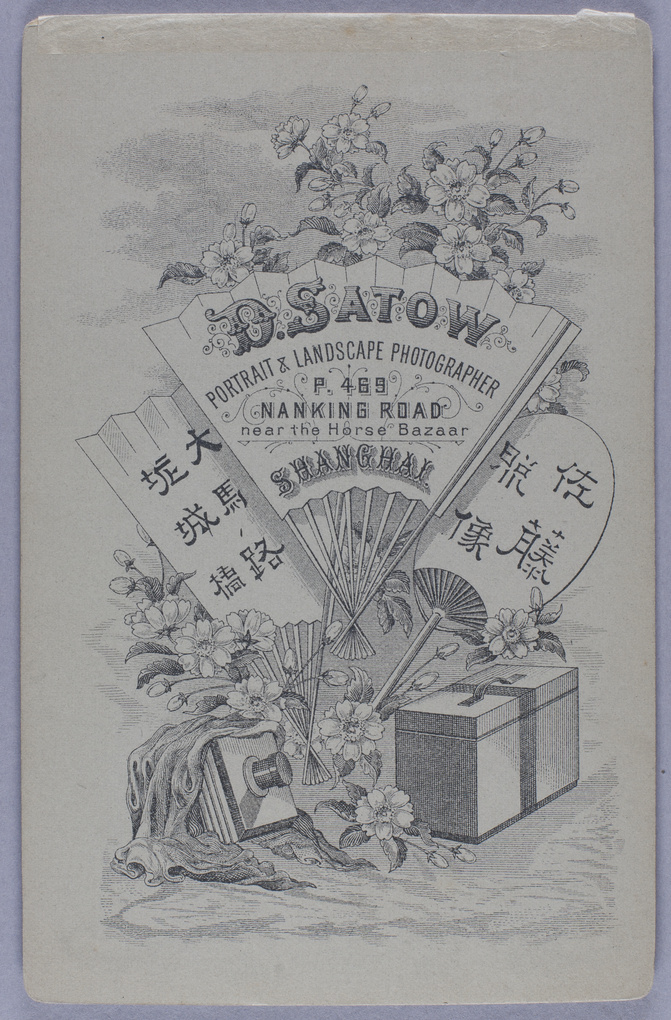 D. SATOW
PORTRAIT & LANDSCAPE PHOTOGRAPHER
P. 469
NANKING ROAD
near the Horse Bazaar
SHANGHAI.
大馬路
坭城橋
佐藤
照像